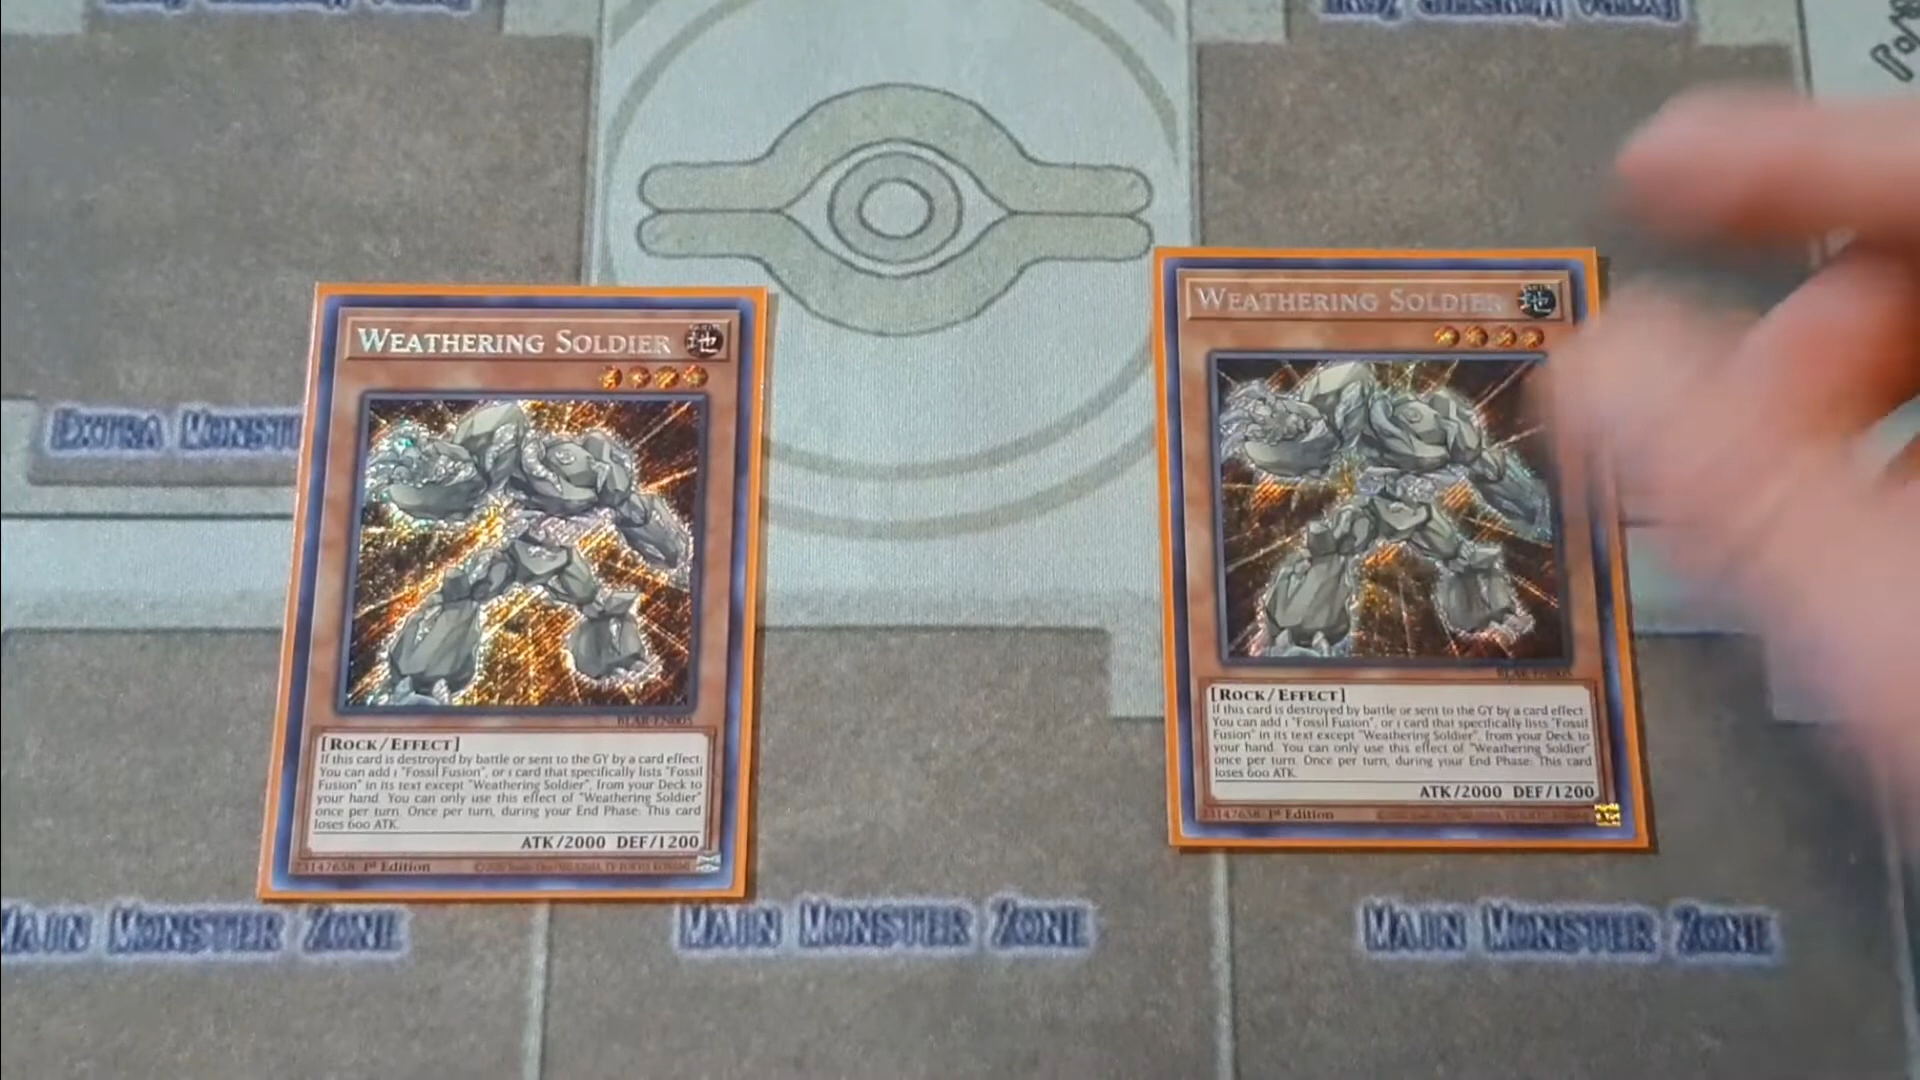 EXTRA MONST
WEATHERING SOLDIER
地
BLAR-EN005
[ROCK/EFFECT]
If this card is destroyed by battle or sent to the GY by a card effect:
You can add 1 "Fossil Fusion", or 1 card that specifically lists "Fossil
Fusion" in its text except "Weathering Soldier", from your Deck to
your hand. You can only use this effect of "Weathering Soldier"
once per turn. Once per turn, during your End Phase: This card
loses 600 ATK.
ATK/2000 DEF/1200
23147658 1st Edition
WEATHERING SOLDIER
地
[ROCK/EFFECT]
If this card is destroyed by battle or sent to the GY by a card effect:
You can add 1 "Fossil Fusion", or 1 card that specifically lists "Fossil
Fusion" in its text except "Weathering Soldier", from your Deck to
your hand. You can only use this effect of "Weathering Soldier"
once per turn. Once per turn, during your End Phase: This card
loses 600 ATK.
ATK/2000 DEF/1200
23147658 1st Edition
MAIN MONSTER ZONE
MAIN MONSTER ZONE
MAIN MONSTER ZONE